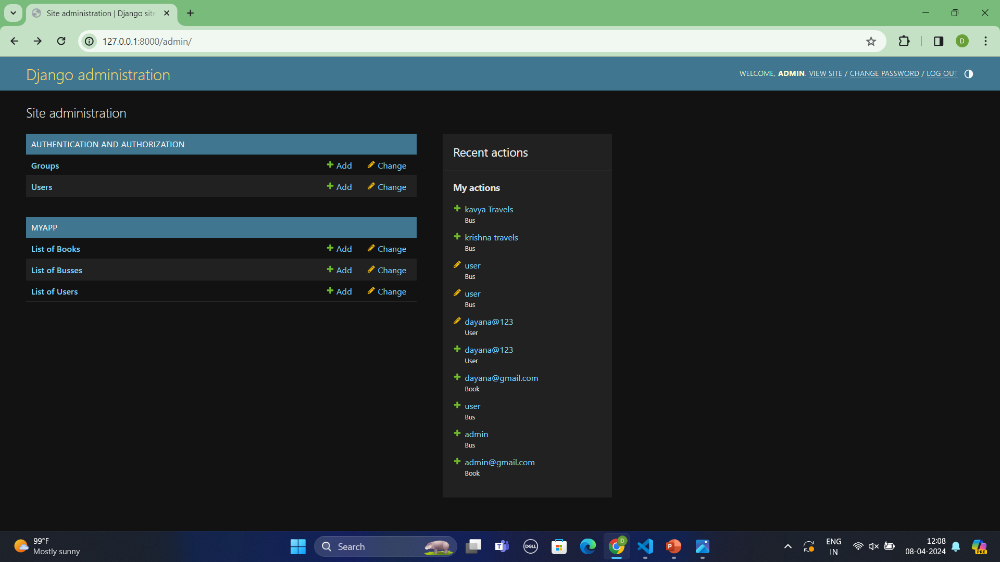 Site administration | Django site
127.0.0.1:8000/admin/
D
Django administration
WELCOME, ADMIN. VIEW SITE / CHANGE PASSWORD / LOG OUT
Site administration
AUTHENTICATION AND AUTHORIZATION
Groups Add Change
Users Add Change
MYAPP
List of Books Add Change
List of Busses Add Change
List of Users Add Change
Recent actions
My actions
kavya Travels
Bus
krishna travels
Bus
user
Bus
user
Bus
dayana@123
User
dayana@123
User
dayana@gmail.com
Book
user
Bus
admin
Bus
admin@gmail.com
Book
99°F
Mostly sunny
Search
DELL
D
P
ENG
IN
12:08
08-04-2024
PRE